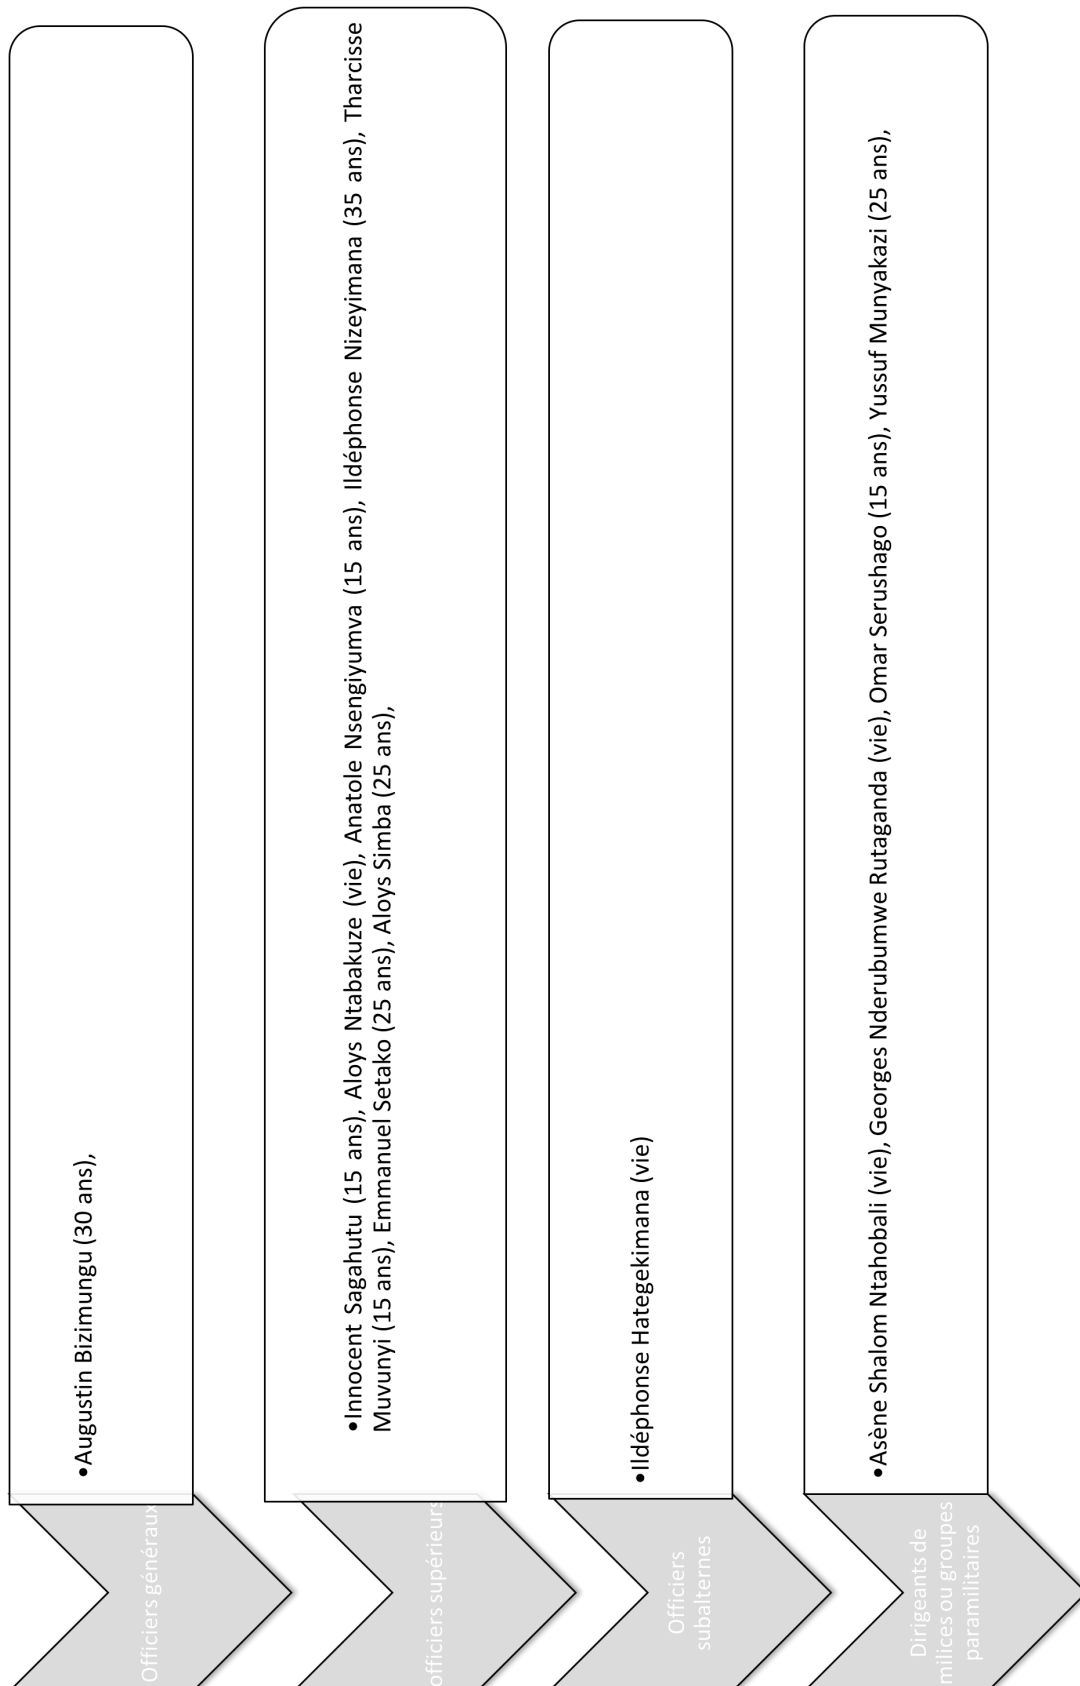 Officiers généraux
•Augustin Bizimungu (30 ans),
officiers supérieurs
•Innocent Sagahutu (15 ans), Aloys Ntabakuze (vie), Anatole Nsengiyumva (15 ans), Ildéphonse Nizeyimana (35 ans), Tharcisse
Muvunyi (15 ans), Emmanuel Setako (25 ans), Aloys Simba (25 ans),
Officiers
subalternes
•Ildéphonse Hategekimana (vie)
Dirigeants de
milices ou groupes
paramilitaires
•Asène Shalom Ntahobali (vie), Georges Nderubumwe Rutaganda (vie), Omar Serushago (15 ans), Yussuf Munyakazi (25 ans),